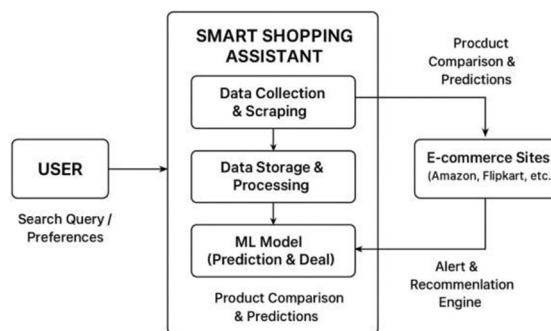 SMART SHOPPING
ASSISTANT
Data Collection
& Scraping
Data Storage &
Processing
ML Model
(Prediction & Deal)
Product Comparison
& Predictions
USER
Search Query /
Preferences
Procduct
Comparison &
Predictions
E-commerce Sites
(Amazon, Flipkart, etc.
Alert &
Recommenlation
Engine